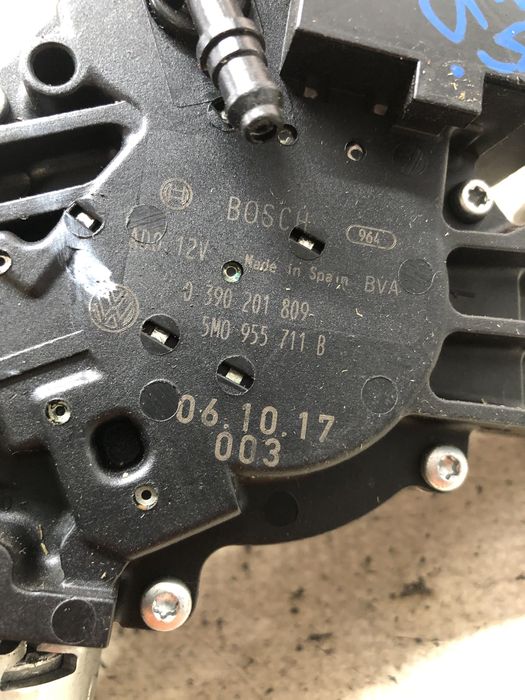 BOSCH
964
12V
Made in Spain BVA
0 390 201 809
5M0 955 711 B
06.10.17
003